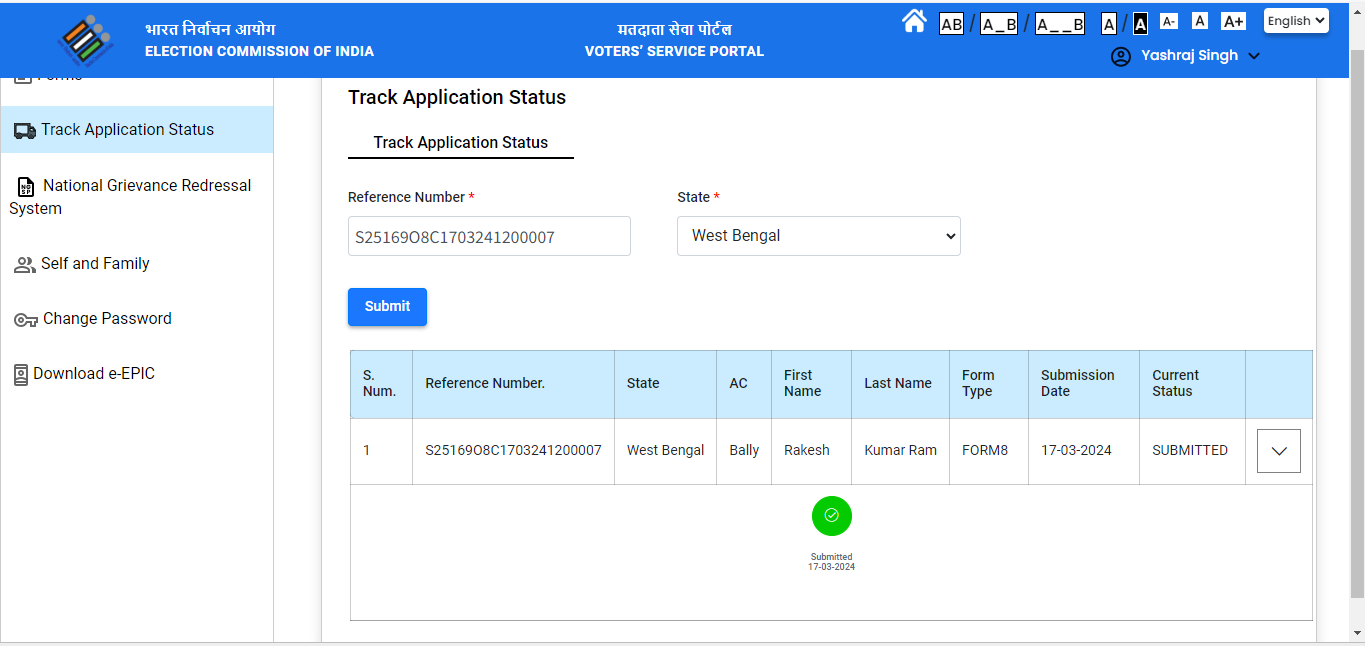 भारत निर्वाचन आयोग
ELECTION COMMISSION OF INDIA
मतदाता सेवा पोर्टल
VOTERS' SERVICE PORTAL
AB / A_B / A__B A / A A- A A+ English
Yashraj Singh
Forms
Track Application Status
National Grievance Redressal
System
Self and Family
Change Password
Download e-EPIC
Track Application Status
Track Application Status
Reference Number * State *
S25169O8C1703241200007 West Bengal
Submit
S. Num. Reference Number. State AC First Name Last Name Form Type Submission Date Current Status
1 S25169O8C1703241200007 West Bengal Bally Rakesh Kumar Ram FORM8 17-03-2024 SUBMITTED
Submitted
17-03-2024